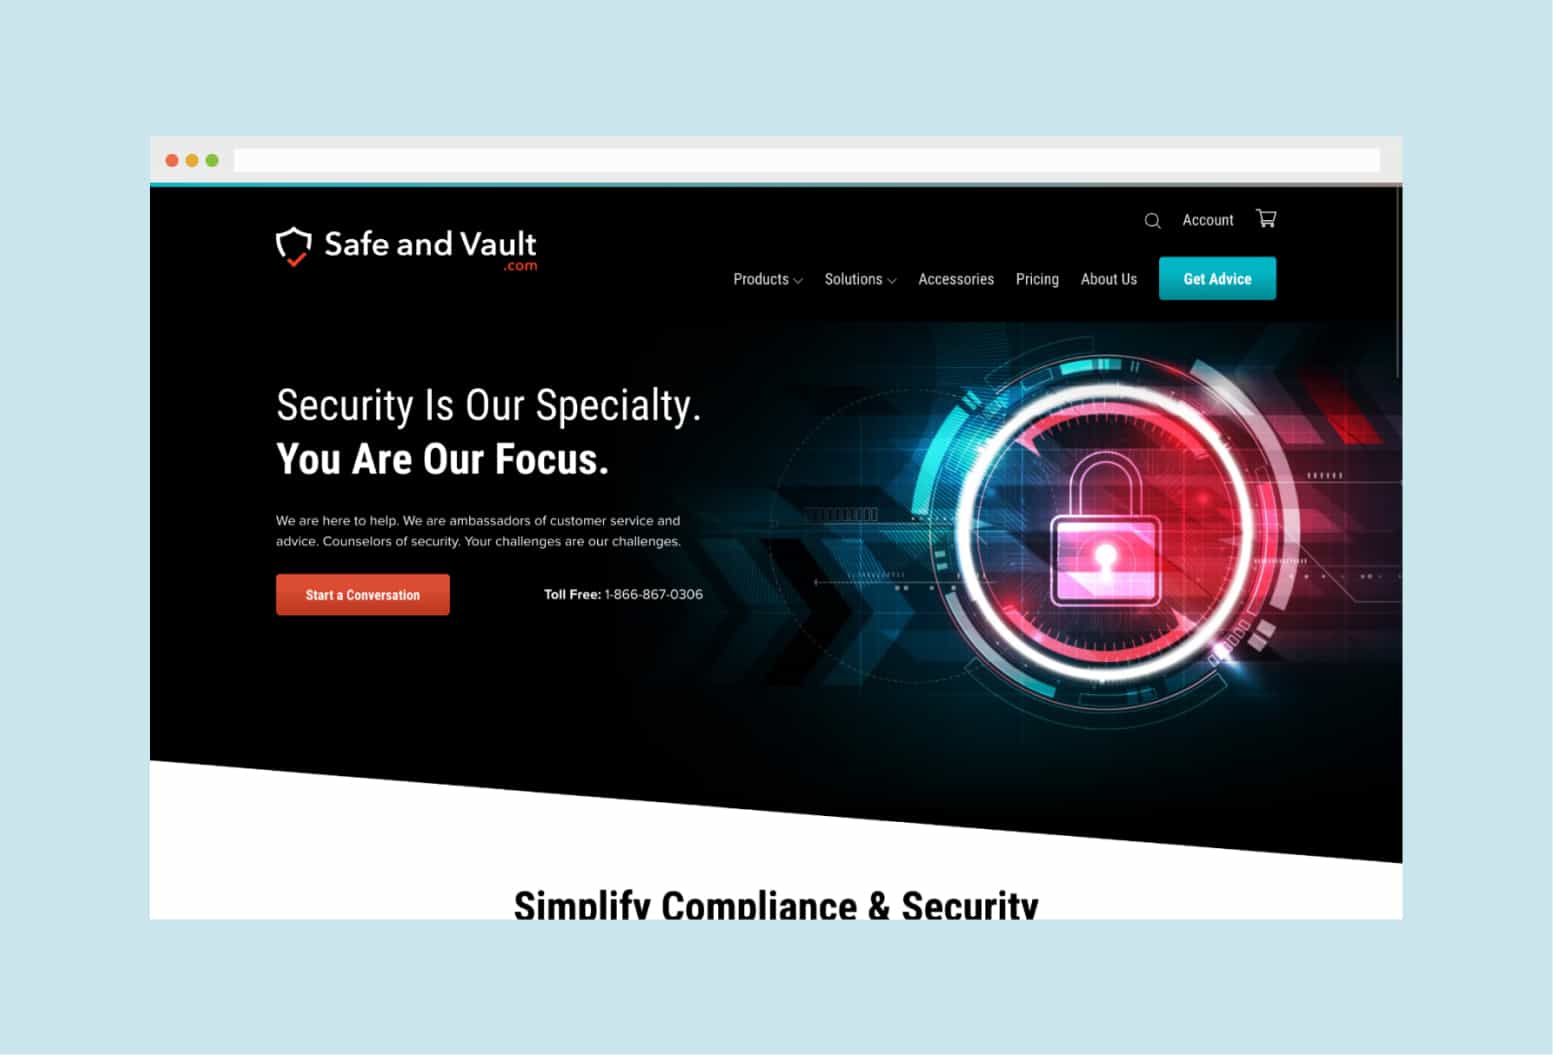 Account
Safe and Vault
.com
Products Solutions Accessories Pricing About Us Get Advice
Security Is Our Specialty.
You Are Our Focus.
We are here to help. We are ambassadors of customer service and
advice. Counselors of security. Your challenges are our challenges.
Start a Conversation Toll Free: 1-866-867-0306
Simplify Compliance & Security